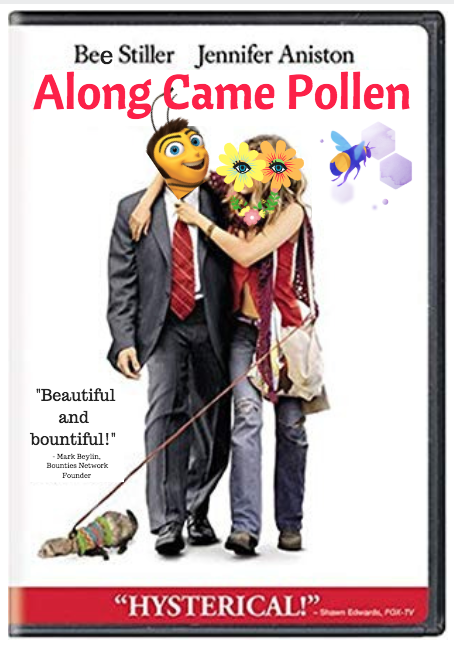 Bee Stiller Jennifer Aniston
Along Came Pollen
"Beautiful
and
bountiful!"
- Mark Beylin,
Bounties Network
Founder
“HYSTERICAL!” – Shawn Edwards, FOX-TV